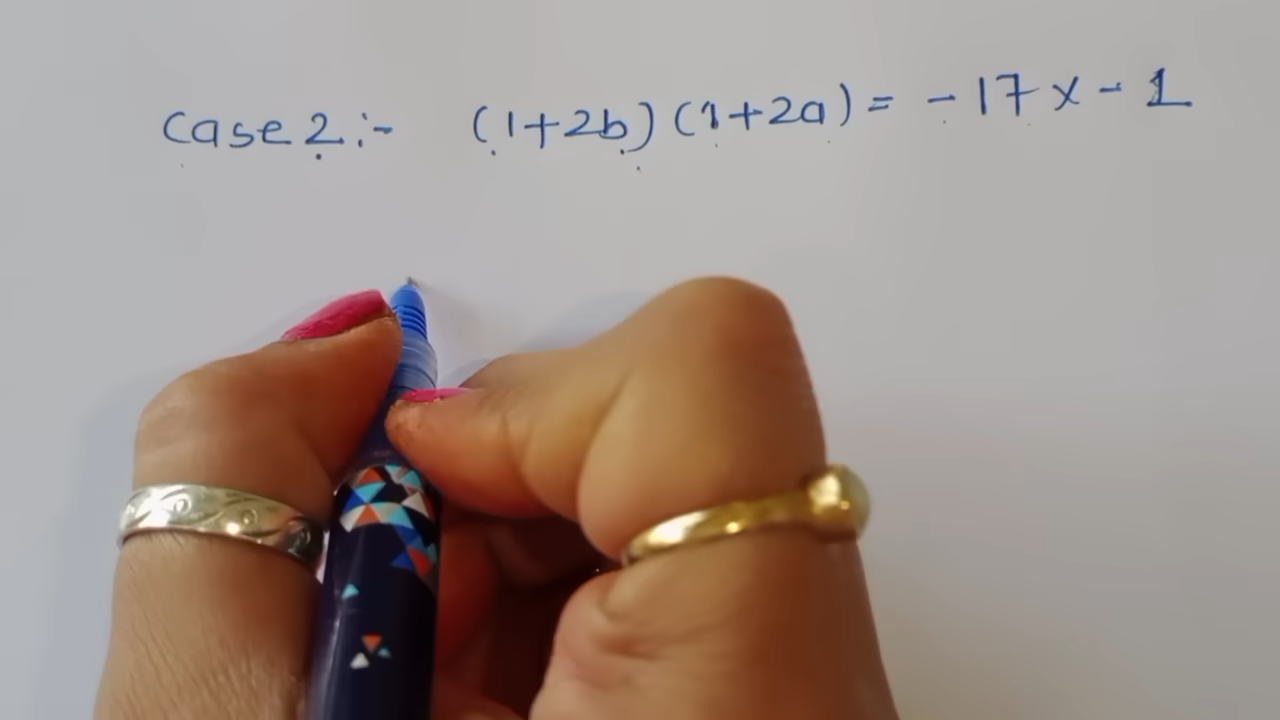 Case 2:- (1+2b) (1+2a) = -17 x - 1